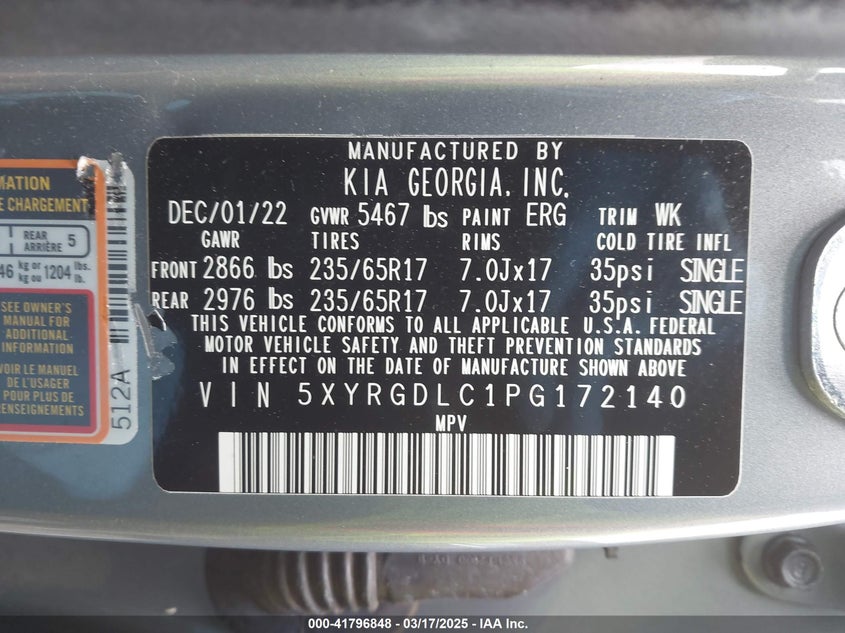 MATION
E CHARGEMENT
REAR
ARRIÈRE 5
46 kg or 1204 lbs.
kg ou lb.
SEE OWNER'S
MANUAL FOR
ADDITIONAL
INFORMATION
VOIR LE MANUEL
DE L'USAGER
POUR PLUS DE
RENSEIGNEMENTS
512A
MANUFACTURED BY
KIA GEORGIA, INC.
DEC/01/22 GVWR 5467 lbs PAINT ERG TRIM WK
GAWR TIRES RIMS COLD TIRE INFL
FRONT 2866 lbs 235/65R17 7.0Jx17 35psi SINGLE
REAR 2976 lbs 235/65R17 7.0Jx17 35psi SINGLE
THIS VEHICLE CONFORMS TO ALL APPLICABLE U.S.A. FEDERAL
MOTOR VEHICLE SAFETY AND THEFT PREVENTION STANDARDS
IN EFFECT ON THE DATE OF MANUFACTURE SHOWN ABOVE
VIN 5XYRGDLC1PG172140
MPV
000-41796848 - 03/17/2025 - IAA Inc.